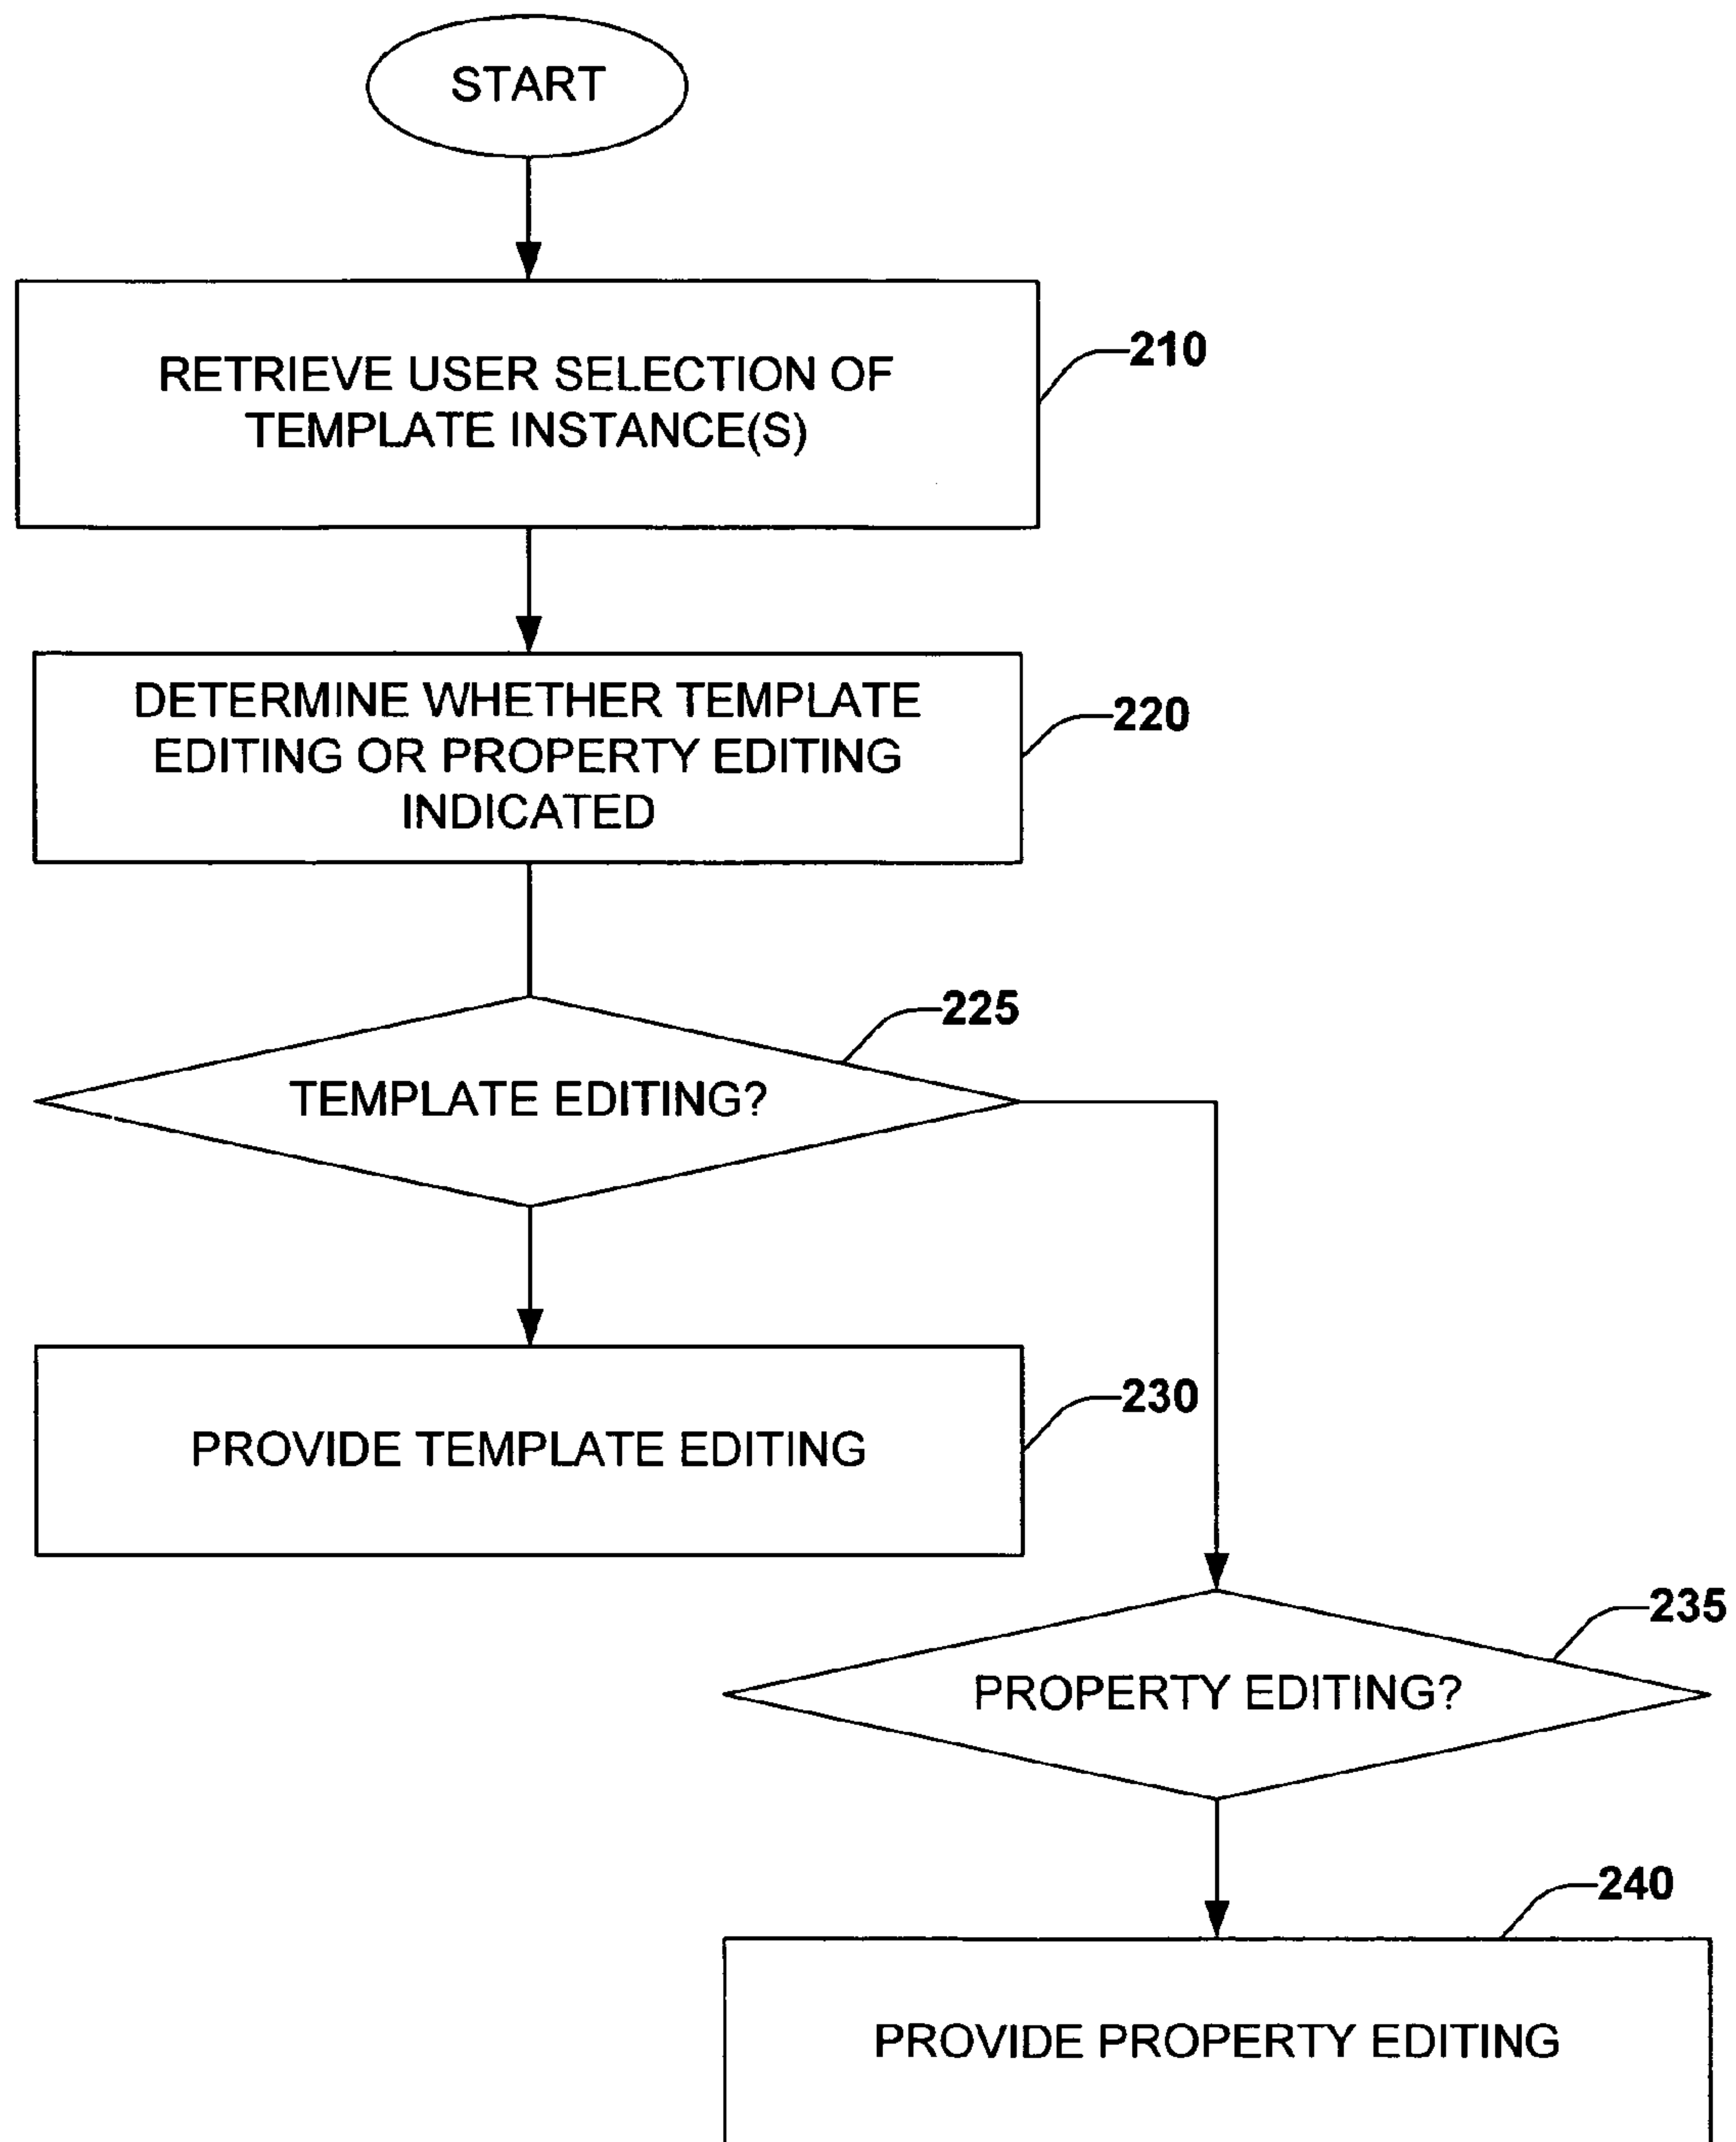 START
RETRIEVE USER SELECTION OF
TEMPLATE INSTANCE(S)
210
DETERMINE WHETHER TEMPLATE
EDITING OR PROPERTY EDITING
INDICATED
220
225
TEMPLATE EDITING?
230
PROVIDE TEMPLATE EDITING
235
PROPERTY EDITING?
240
PROVIDE PROPERTY EDITING